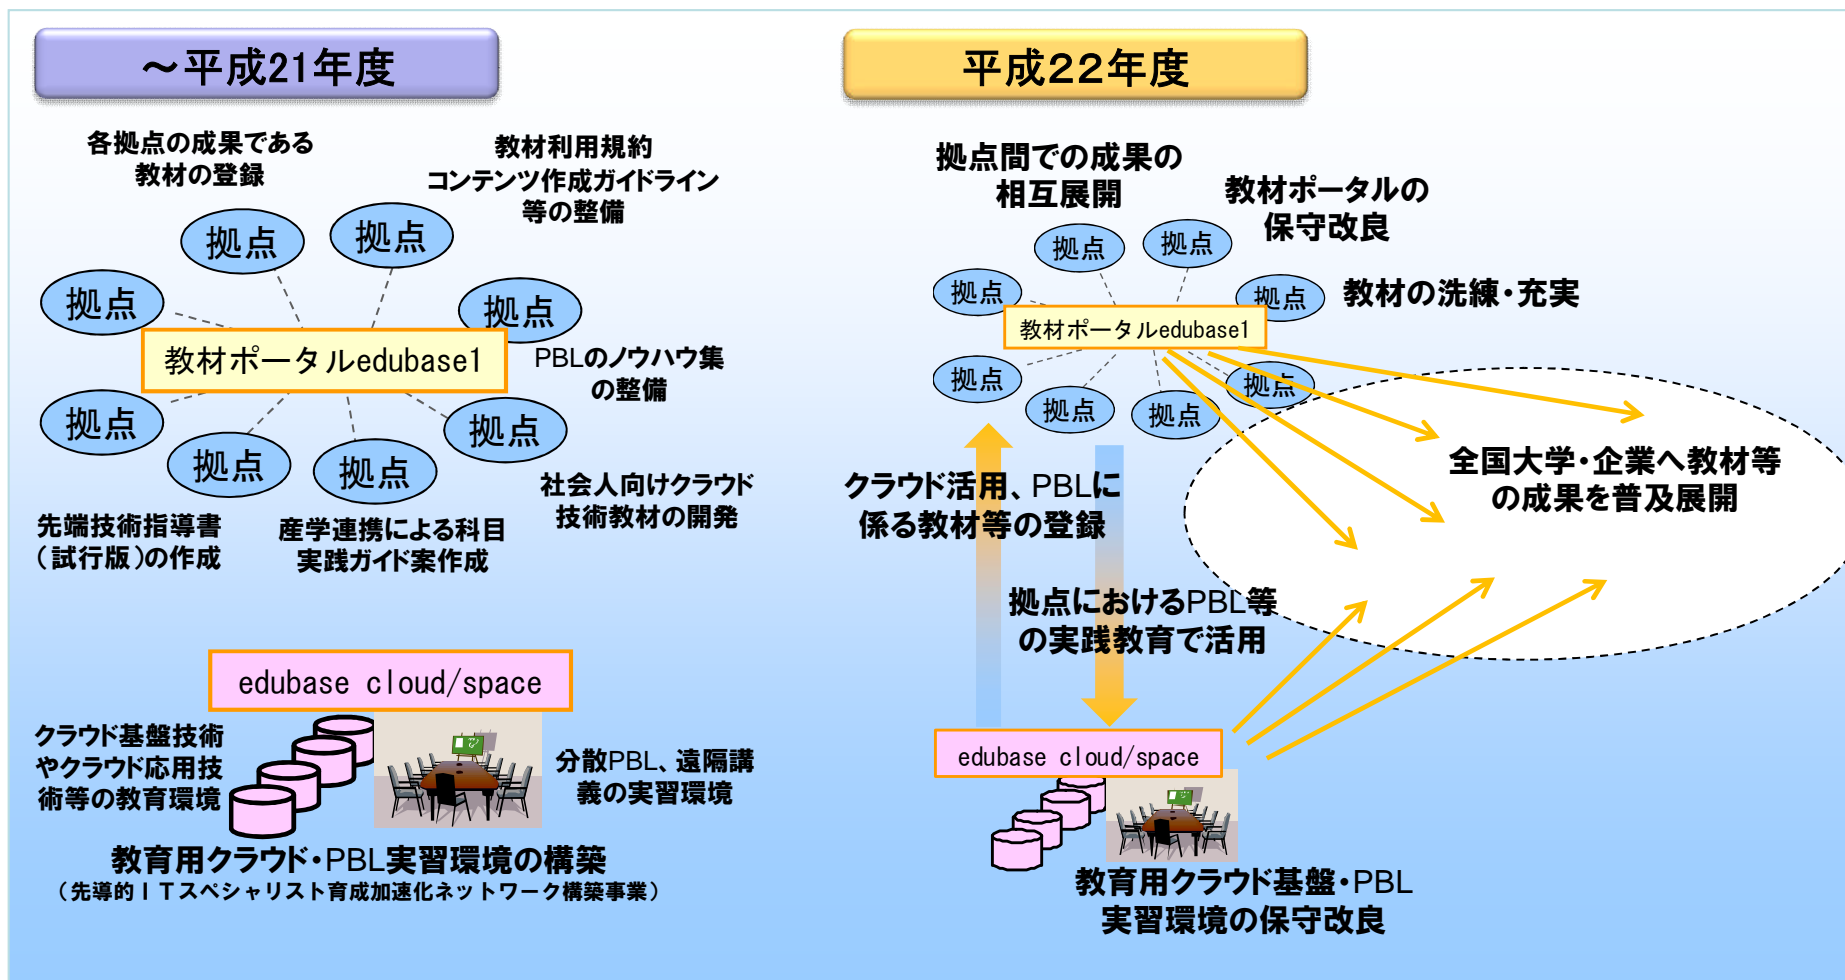 ～平成21年度
各拠点の成果である
教材の登録
教材利用規約
コンテンツ作成ガイドライン
等の整備
拠点
拠点
拠点
拠点
教材ポータルedubase1
PBLのノウハウ集
の整備
拠点
拠点
拠点
拠点
先端技術指導書
（試行版）の作成
産学連携による科目
実践ガイド案作成
社会人向けクラウド
技術教材の開発
edubase cloud/space
クラウド基盤技術
やクラウド応用技
術等の教育環境
分散PBL、遠隔講
義の実習環境
教育用クラウド・PBL実習環境の構築
（先導的ＩＴスペシャリスト育成加速化ネットワーク構築事業）
平成２２年度
拠点間での成果の
相互展開
教材ポータルの
保守改良
拠点
拠点
拠点
拠点
教材の洗練・充実
教材ポータルedubase1
拠点
拠点
拠点
拠点
全国大学・企業へ教材等
の成果を普及展開
クラウド活用、PBLに
係る教材等の登録
拠点におけるPBL等
の実践教育で活用
edubase cloud/space
教育用クラウド基盤・PBL
実習環境の保守改良